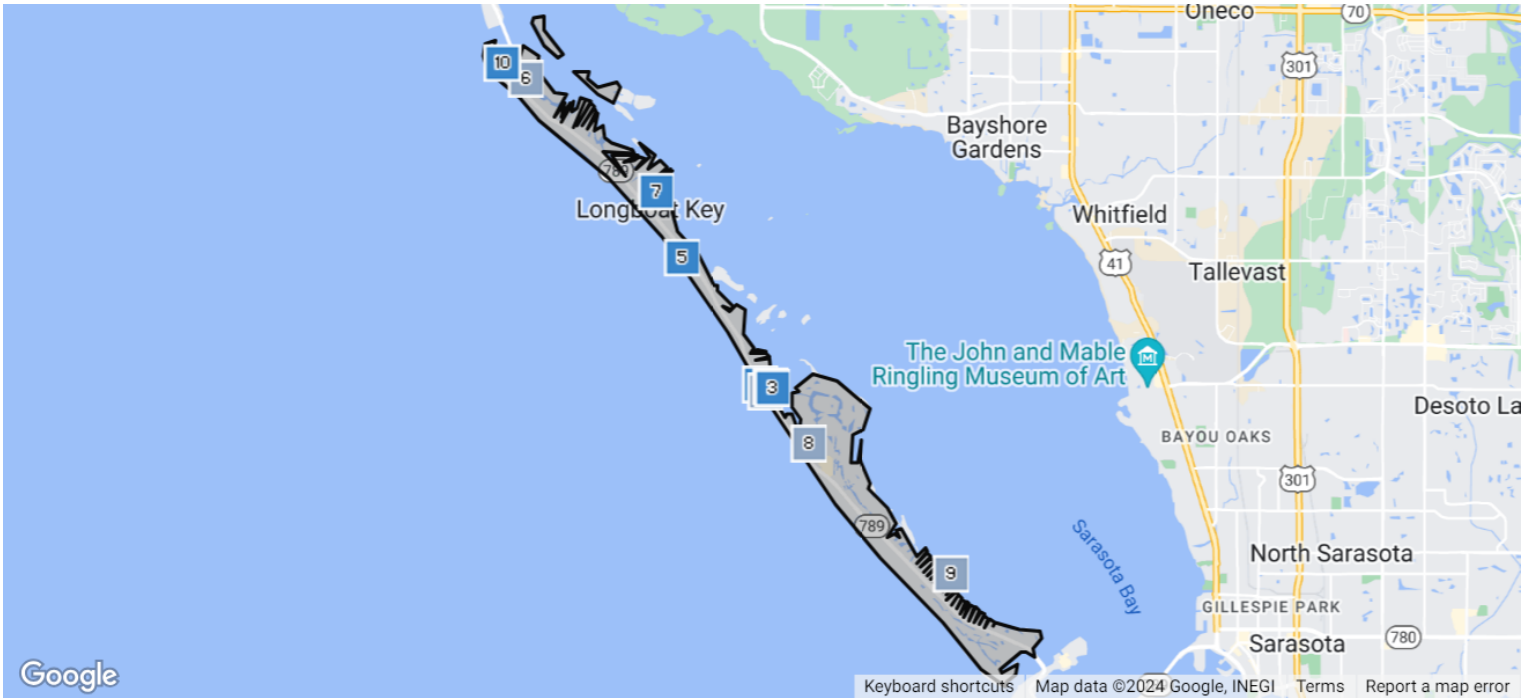 Oneco
70
301
10
6
Bayshore
Gardens
789
7
Longboat Key
Whitfield
5
41
Tallevast
The John and Mable
Ringling Museum of Art
3
Desoto La
BAYOU OAKS
8
301
789
Sarasota Bay
North Sarasota
9
GILLESPIE PARK
Sarasota
780
Google
Keyboard shortcuts Map data ©2024 Google, INEGI Terms Report a map error